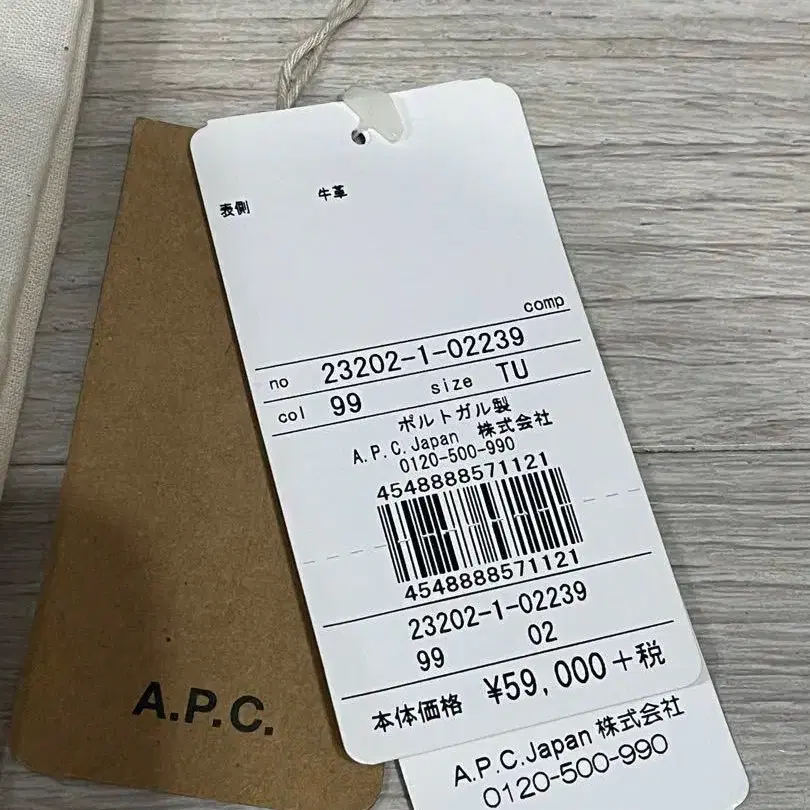 表側 牛革
comp
no 23202-1-02239
col 99 size TU
ポルトガル製
A.P.C.Japan 株式会社
0120-500-990
4548888571121
4548888571121
23202-1-02239
99 02
本体価格 ¥59,000+税
A.P.C.
A.P.C.Japan 株式会社
0120-500-990